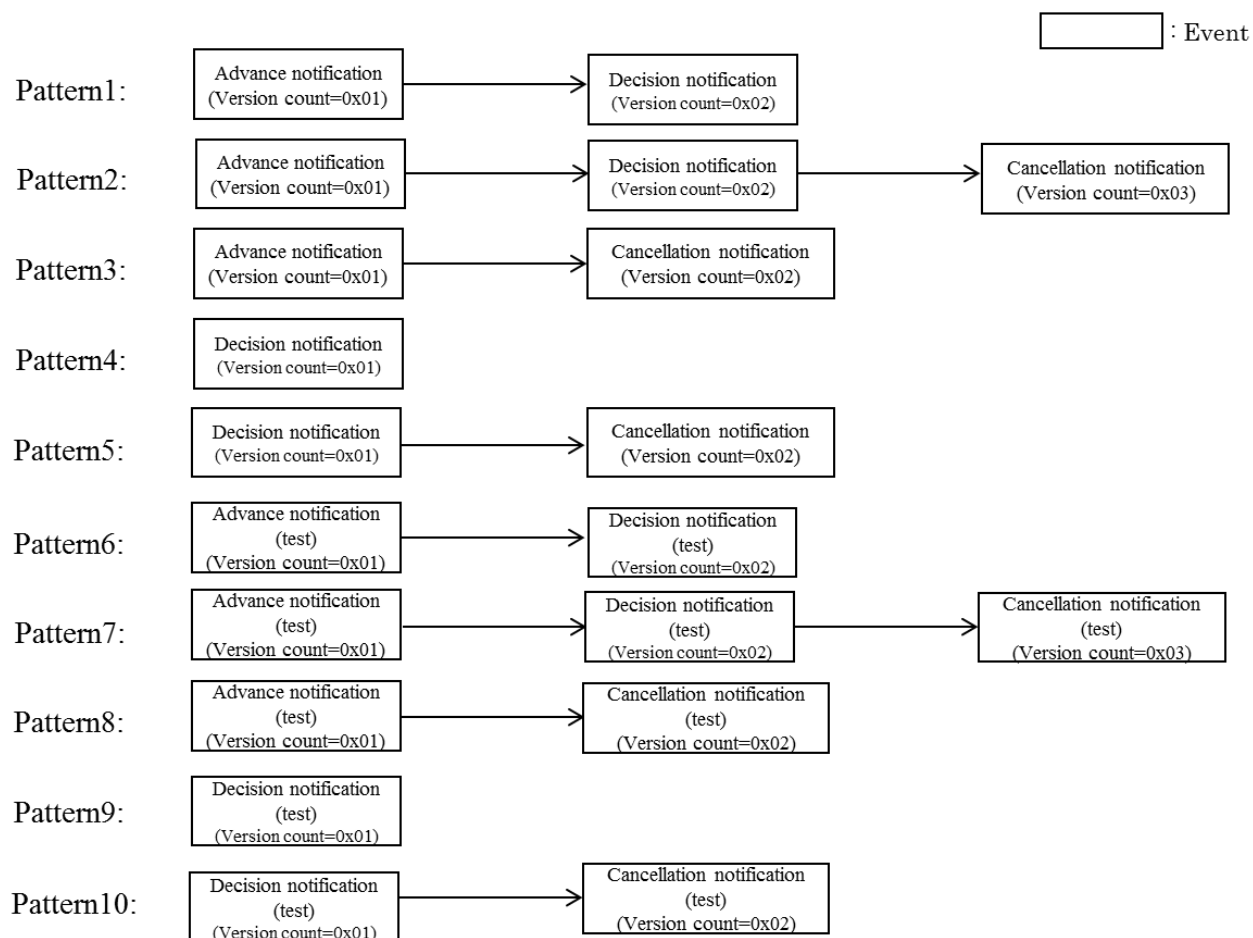 : Event
Pattern1:
Advance notification
(Version count=0x01)
Decision notification
(Version count=0x02)
Pattern2:
Advance notification
(Version count=0x01)
Decision notification
(Version count=0x02)
Cancellation notification
(Version count=0x03)
Pattern3:
Advance notification
(Version count=0x01)
Cancellation notification
(Version count=0x02)
Pattern4:
Decision notification
(Version count=0x01)
Pattern5:
Decision notification
(Version count=0x01)
Cancellation notification
(Version count=0x02)
Pattern6:
Advance notification
(test)
(Version count=0x01)
Decision notification
(test)
(Version count=0x02)
Pattern7:
Advance notification
(test)
(Version count=0x01)
Decision notification
(test)
(Version count=0x02)
Cancellation notification
(test)
(Version count=0x03)
Pattern8:
Advance notification
(test)
(Version count=0x01)
Cancellation notification
(test)
(Version count=0x02)
Pattern9:
Decision notification
(test)
(Version count=0x01)
Pattern10:
Decision notification
(test)
(Version count=0x01)
Cancellation notification
(test)
(Version count=0x02)